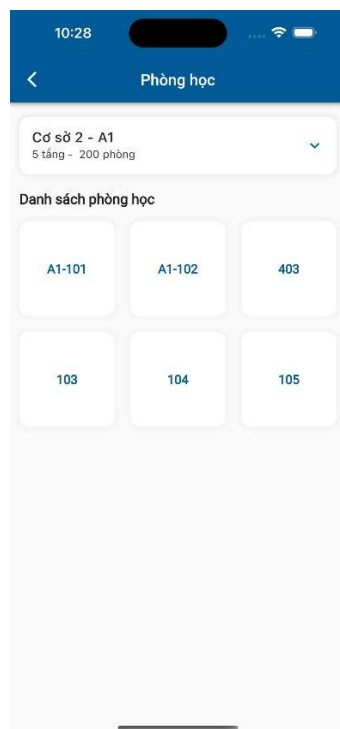 10:28
Phòng học
Cơ sở 2 - A1
5 tầng - 200 phòng
Danh sách phòng học
A1-101 A1-102 403
103 104 105